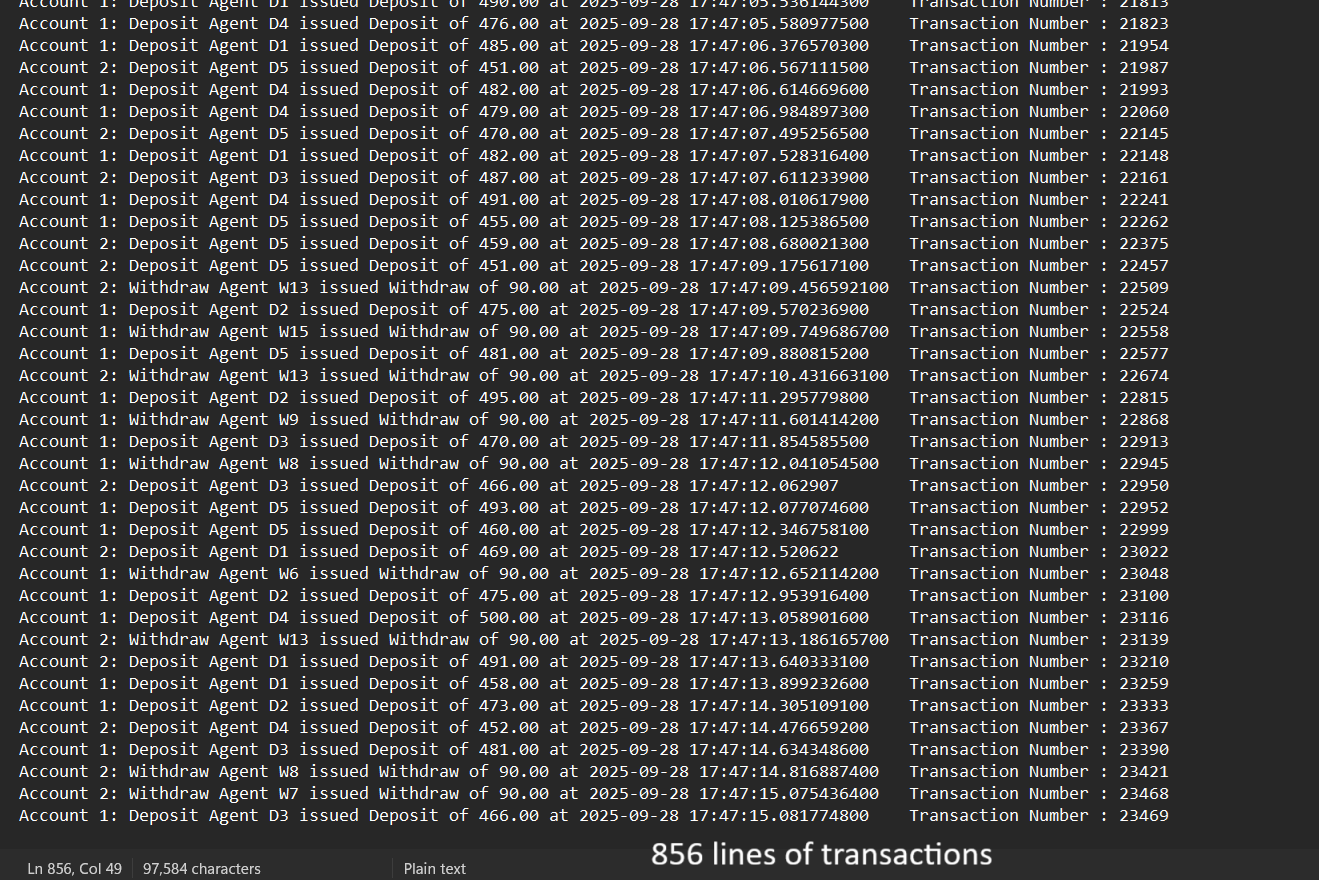 Account 1: Deposit Agent D1 issued Deposit of 490.00 at 2025-09-28 17:47:05.536144300    Transaction Number : 21813
Account 1: Deposit Agent D4 issued Deposit of 476.00 at 2025-09-28 17:47:05.580977500    Transaction Number : 21823
Account 1: Deposit Agent D1 issued Deposit of 485.00 at 2025-09-28 17:47:06.376570300    Transaction Number : 21954
Account 2: Deposit Agent D5 issued Deposit of 451.00 at 2025-09-28 17:47:06.567111500    Transaction Number : 21987
Account 1: Deposit Agent D4 issued Deposit of 482.00 at 2025-09-28 17:47:06.614669600    Transaction Number : 21993
Account 1: Deposit Agent D4 issued Deposit of 479.00 at 2025-09-28 17:47:06.984897300    Transaction Number : 22060
Account 2: Deposit Agent D5 issued Deposit of 470.00 at 2025-09-28 17:47:07.495256500    Transaction Number : 22145
Account 1: Deposit Agent D1 issued Deposit of 482.00 at 2025-09-28 17:47:07.528316400    Transaction Number : 22148
Account 2: Deposit Agent D3 issued Deposit of 487.00 at 2025-09-28 17:47:07.611233900    Transaction Number : 22161
Account 1: Deposit Agent D4 issued Deposit of 491.00 at 2025-09-28 17:47:08.010617900    Transaction Number : 22241
Account 1: Deposit Agent D5 issued Deposit of 455.00 at 2025-09-28 17:47:08.125386500    Transaction Number : 22262
Account 2: Deposit Agent D5 issued Deposit of 459.00 at 2025-09-28 17:47:08.680021300    Transaction Number : 22375
Account 2: Deposit Agent D5 issued Deposit of 451.00 at 2025-09-28 17:47:09.175617100    Transaction Number : 22457
Account 2: Withdraw Agent W13 issued Withdraw of 90.00 at 2025-09-28 17:47:09.456592100  Transaction Number : 22509
Account 1: Deposit Agent D2 issued Deposit of 475.00 at 2025-09-28 17:47:09.570236900    Transaction Number : 22524
Account 1: Withdraw Agent W15 issued Withdraw of 90.00 at 2025-09-28 17:47:09.749686700  Transaction Number : 22558
Account 1: Deposit Agent D5 issued Deposit of 481.00 at 2025-09-28 17:47:09.880815200    Transaction Number : 22577
Account 2: Withdraw Agent W13 issued Withdraw of 90.00 at 2025-09-28 17:47:10.431663100  Transaction Number : 22674
Account 1: Deposit Agent D2 issued Deposit of 495.00 at 2025-09-28 17:47:11.295779800    Transaction Number : 22815
Account 1: Withdraw Agent W9 issued Withdraw of 90.00 at 2025-09-28 17:47:11.601414200   Transaction Number : 22868
Account 1: Deposit Agent D3 issued Deposit of 470.00 at 2025-09-28 17:47:11.854585500    Transaction Number : 22913
Account 1: Withdraw Agent W8 issued Withdraw of 90.00 at 2025-09-28 17:47:12.041054500   Transaction Number : 22945
Account 2: Deposit Agent D3 issued Deposit of 466.00 at 2025-09-28 17:47:12.062907       Transaction Number : 22950
Account 1: Deposit Agent D5 issued Deposit of 493.00 at 2025-09-28 17:47:12.077074600    Transaction Number : 22952
Account 1: Deposit Agent D5 issued Deposit of 460.00 at 2025-09-28 17:47:12.346758100    Transaction Number : 22999
Account 2: Deposit Agent D1 issued Deposit of 469.00 at 2025-09-28 17:47:12.520622       Transaction Number : 23022
Account 1: Withdraw Agent W6 issued Withdraw of 90.00 at 2025-09-28 17:47:12.652114200   Transaction Number : 23048
Account 1: Deposit Agent D2 issued Deposit of 475.00 at 2025-09-28 17:47:12.953916400    Transaction Number : 23100
Account 1: Deposit Agent D4 issued Deposit of 500.00 at 2025-09-28 17:47:13.058901600    Transaction Number : 23116
Account 2: Withdraw Agent W13 issued Withdraw of 90.00 at 2025-09-28 17:47:13.186165700  Transaction Number : 23139
Account 2: Deposit Agent D1 issued Deposit of 491.00 at 2025-09-28 17:47:13.640333100    Transaction Number : 23210
Account 1: Deposit Agent D1 issued Deposit of 458.00 at 2025-09-28 17:47:13.899232600    Transaction Number : 23259
Account 1: Deposit Agent D2 issued Deposit of 473.00 at 2025-09-28 17:47:14.305109100    Transaction Number : 23333
Account 2: Deposit Agent D4 issued Deposit of 452.00 at 2025-09-28 17:47:14.476659200    Transaction Number : 23367
Account 1: Deposit Agent D3 issued Deposit of 481.00 at 2025-09-28 17:47:14.634348600    Transaction Number : 23390
Account 2: Withdraw Agent W8 issued Withdraw of 90.00 at 2025-09-28 17:47:14.816887400   Transaction Number : 23421
Account 2: Withdraw Agent W7 issued Withdraw of 90.00 at 2025-09-28 17:47:15.075436400   Transaction Number : 23468
Account 1: Deposit Agent D3 issued Deposit of 466.00 at 2025-09-28 17:47:15.081774800    Transaction Number : 23469
856 lines of transactions
Ln 856, Col 49    97,584 characters    Plain text